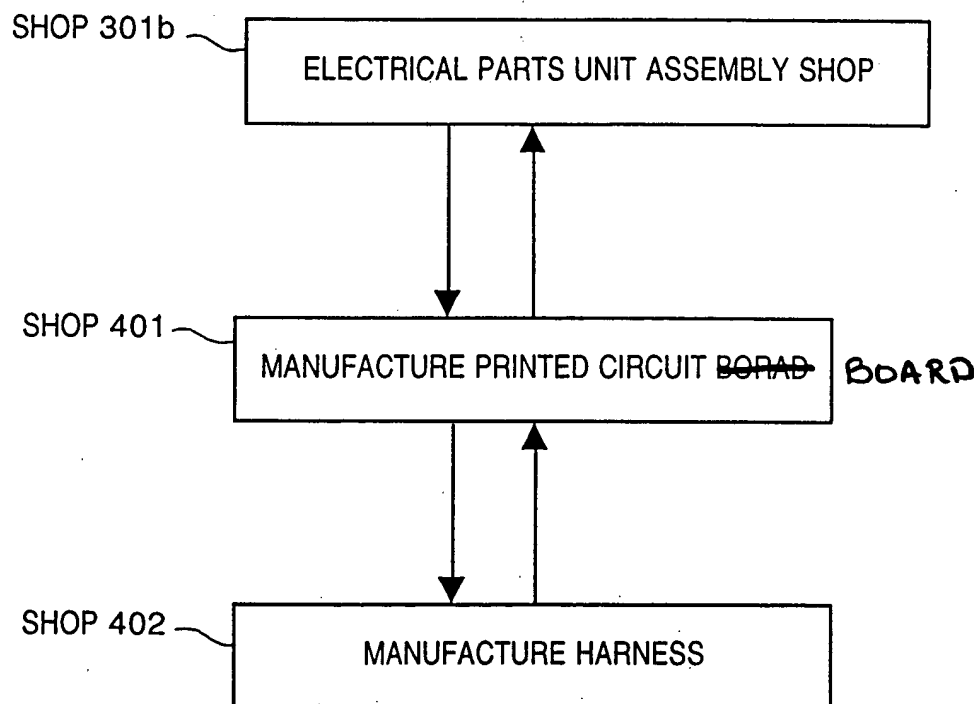 SHOP 301b
ELECTRICAL PARTS UNIT ASSEMBLY SHOP
SHOP 401
MANUFACTURE PRINTED CIRCUIT BORAD BOARD
SHOP 402
MANUFACTURE HARNESS